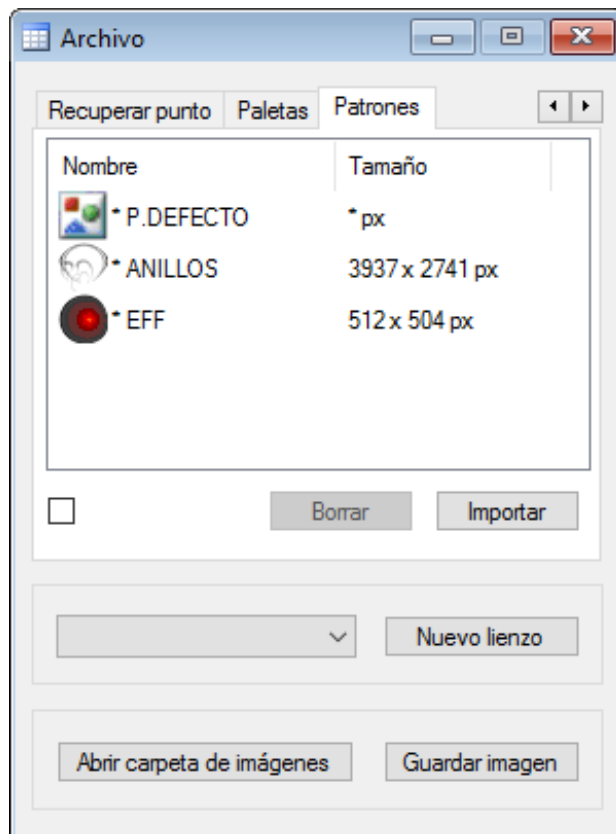 Archivo
Recuperar punto Paletas Patrones
Nombre Tamaño
* P.DEFECTO * px
* ANILLOS 3937 x 2741 px
* EFF 512 x 504 px
Borrar Importar
Nuevo lienzo
Abrir carpeta de imágenes Guardar imagen